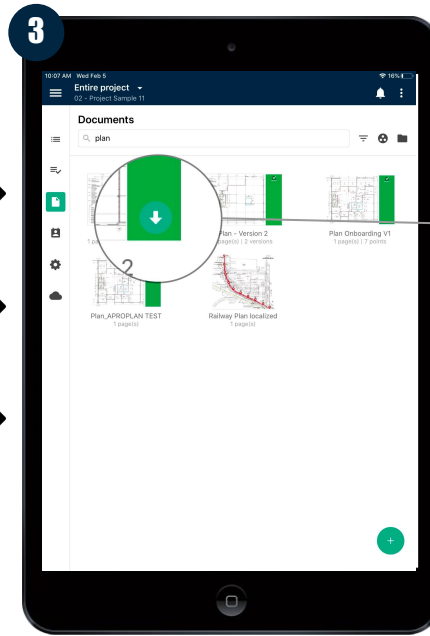 3
10:07 AM Wed Feb 5
16%
Entire project
02 - Project Sample 11
Documents
plan
2
Plan - Version 2
Plan Onboarding V1
page(s) | 2 versions
1 page(s) | 7 points
Plan_APROPLAN TEST
Railway Plan localized
1 page(s)
1 page(s)
+